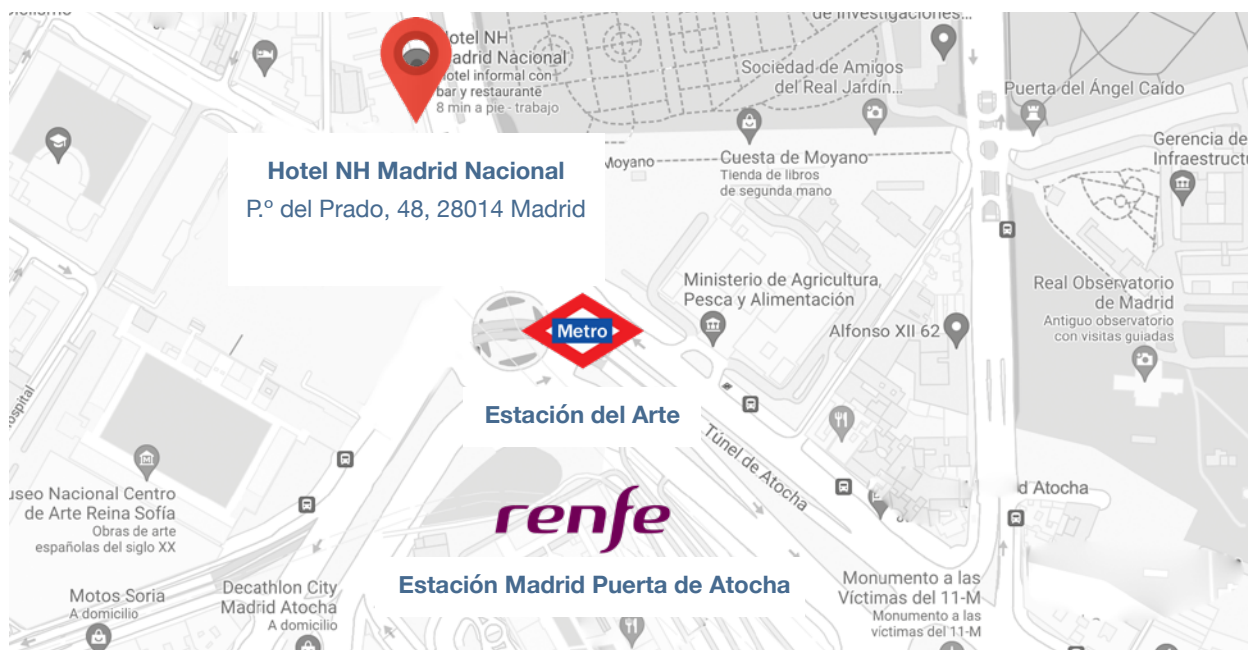 de Investigaciones...
Hotel NH
Madrid Nacional
Hotel informal con
bar y restaurante
8 min a pie - trabajo
Sociedad de Amigos
del Real Jardín...
Puerta del Ángel Caído
Gerencia de
Infraestructu
Hotel NH Madrid Nacional
P.º del Prado, 48, 28014 Madrid
Moyano
Cuesta de Moyano
Tienda de libros
de segunda mano
Ministerio de Agricultura,
Pesca y Alimentación
Real Observatorio
de Madrid
Antiguo observatorio
con visitas guiadas
Alfonso XII 62
Metro
Estación del Arte
ospital
Túnel de Atocha
useo Nacional Centro
de Arte Reina Sofía
Obras de arte
españolas del siglo XX
d Atocha
renfe
Estación Madrid Puerta de Atocha
Motos Soria
A domicilio
Decathlon City
Madrid Atocha
A domicilio
Monumento a las
Víctimas del 11-M
Monumento a las
víctimas del 11-M